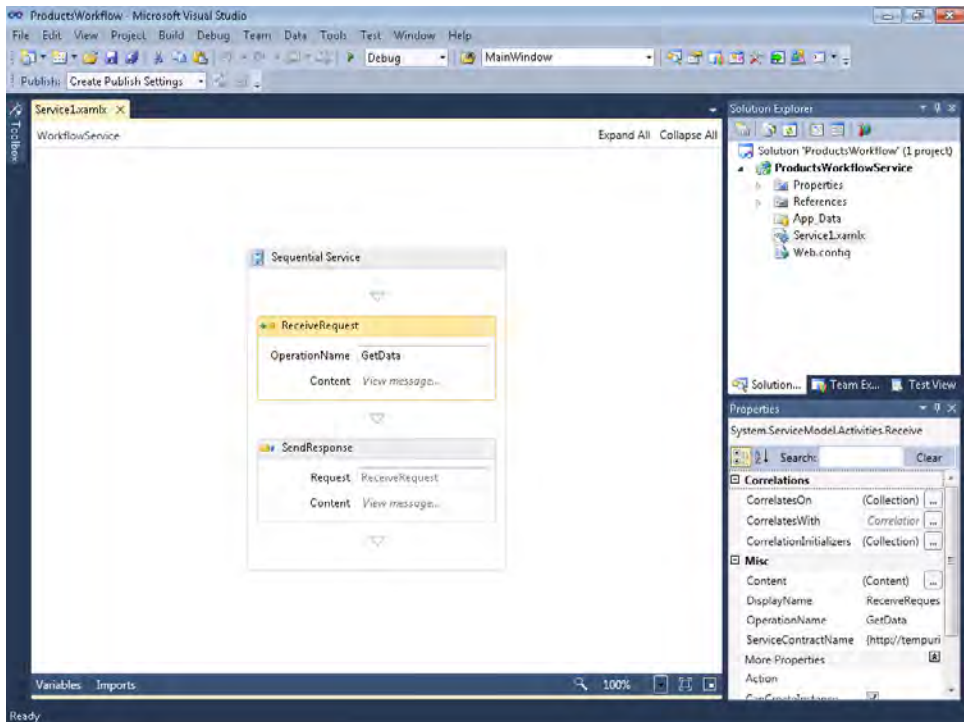 ProductsWorkflow - Microsoft Visual Studio
File Edit View Project Build Debug Team Data Tools Test Window Help
Debug MainWindow
Publish: Create Publish Settings
Toolbox
Service1.xamlx
WorkflowService Expand All Collapse All
Sequential Service
ReceiveRequest
OperationName GetData
Content View message...
SendResponse
Request ReceiveRequest
Content View message...
Variables Imports 100%
Solution Explorer
Solution 'ProductsWorkflow' (1 project)
ProductsWorkflowService
Properties
References
App_Data
Service1.xamlx
Web.config
Solution... Team Ex... Test View
Properties
System.ServiceModel.Activities.Receive
Search: Clear
Correlations
CorrelatesOn (Collection) ...
CorrelatesWith Correlation ...
CorrelationInitializers (Collection) ...
Misc
Content (Content) ...
DisplayName ReceiveReques
OperationName GetData
ServiceContractName {http://tempuri
More Properties
Action
CanCreateInstance
Ready